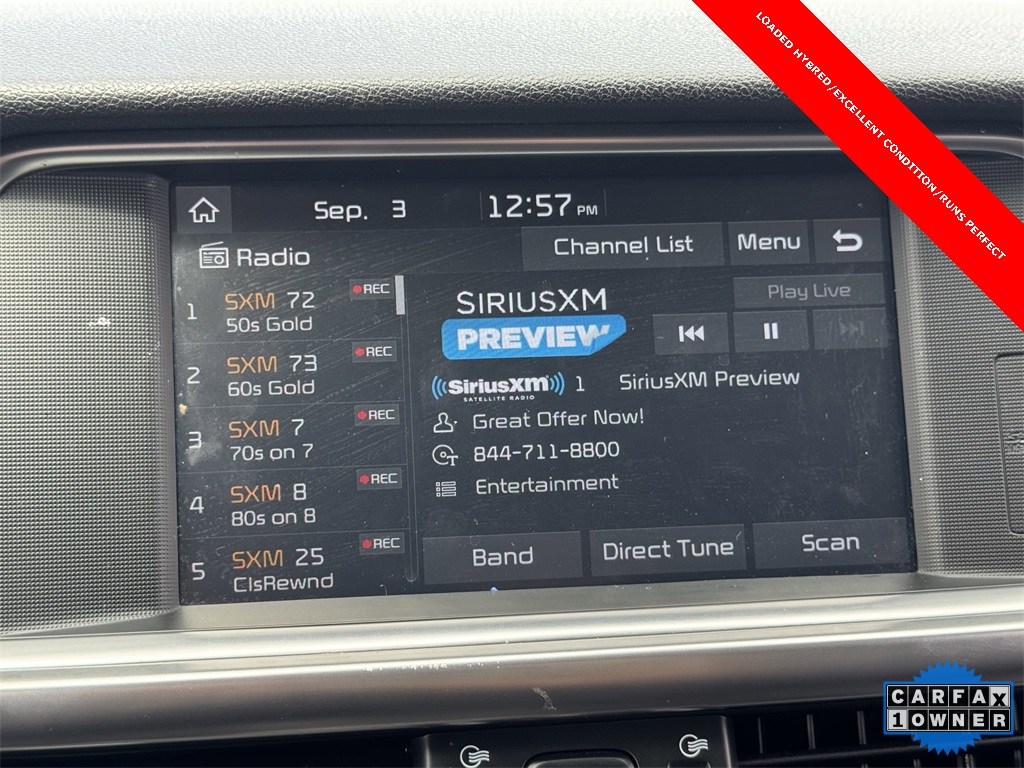 LOADED HYBRED/EXCELLENT CONDITION/RUNS PERFECT
Sep. 3 12:57 PM
Radio
Channel List
Menu
1 SXM 72 REC
50s Gold
2 SXM 73 REC
60s Gold
3 SXM 7 REC
70s on 7
4 SXM 8 REC
80s on 8
5 SXM 25 REC
ClsRewnd
SIRIUSXM
PREVIEW
Play Live
SiriusXM 1 SiriusXM Preview
SATELLITE RADIO
Great Offer Now!
844-711-8800
Entertainment
Band
Direct Tune
Scan
CARFAX
1 OWNER